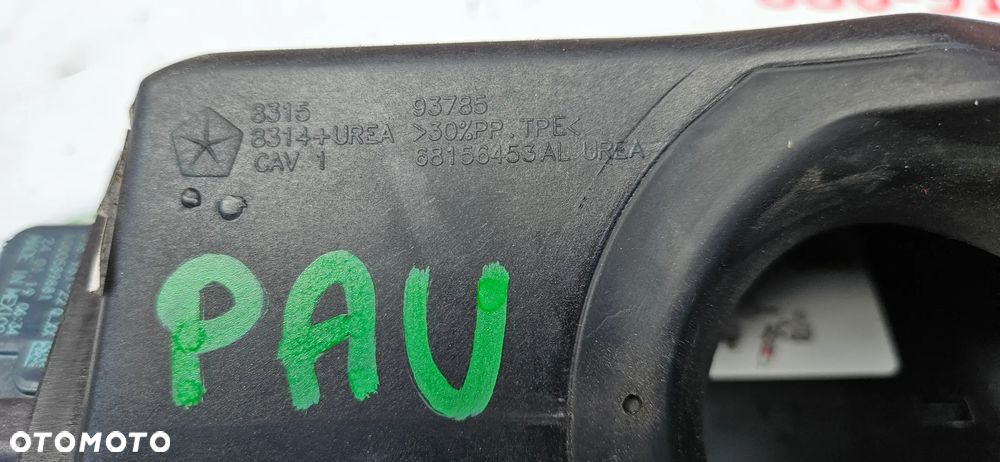 8315
8314+UREA
CAV 1
93785
>30%PP.TPE<
68156453AL UREA
PAU
OTOMOTO